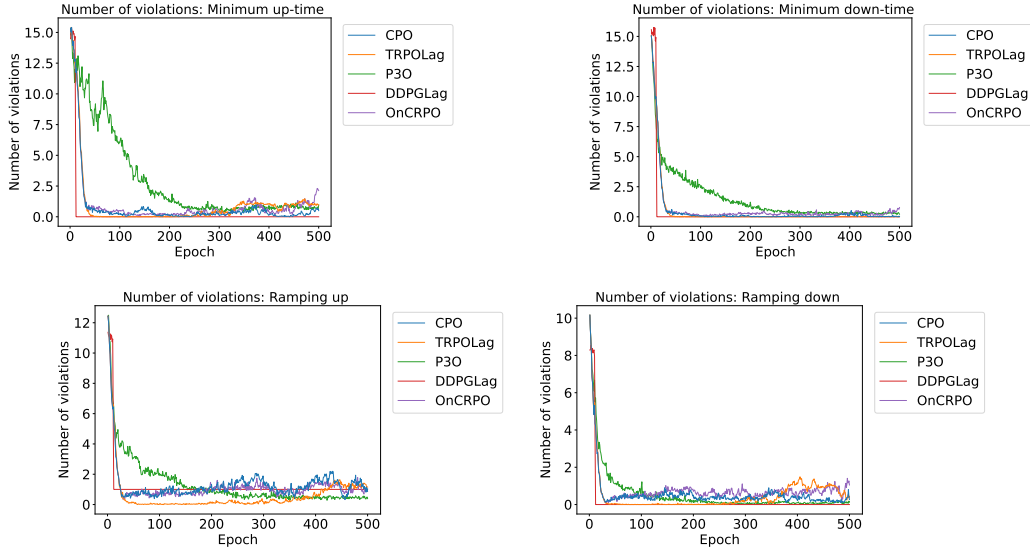 Number of violations: Minimum up-time
Number of violations
15.0
12.5
10.0
7.5
5.0
2.5
0.0
0
100
200
300
400
500
Epoch
CPO
TRPOLag
P3O
DDPGLag
OnCRPO
Number of violations: Minimum down-time
Number of violations
15.0
12.5
10.0
7.5
5.0
2.5
0.0
0
100
200
300
400
500
Epoch
CPO
TRPOLag
P3O
DDPGLag
OnCRPO
Number of violations: Ramping up
Number of violations
12
10
8
6
4
2
0
0
100
200
300
400
500
Epoch
CPO
TRPOLag
P3O
DDPGLag
OnCRPO
Number of violations: Ramping down
Number of violations
10
8
6
4
2
0
0
100
200
300
400
500
Epoch
CPO
TRPOLag
P3O
DDPGLag
OnCRPO